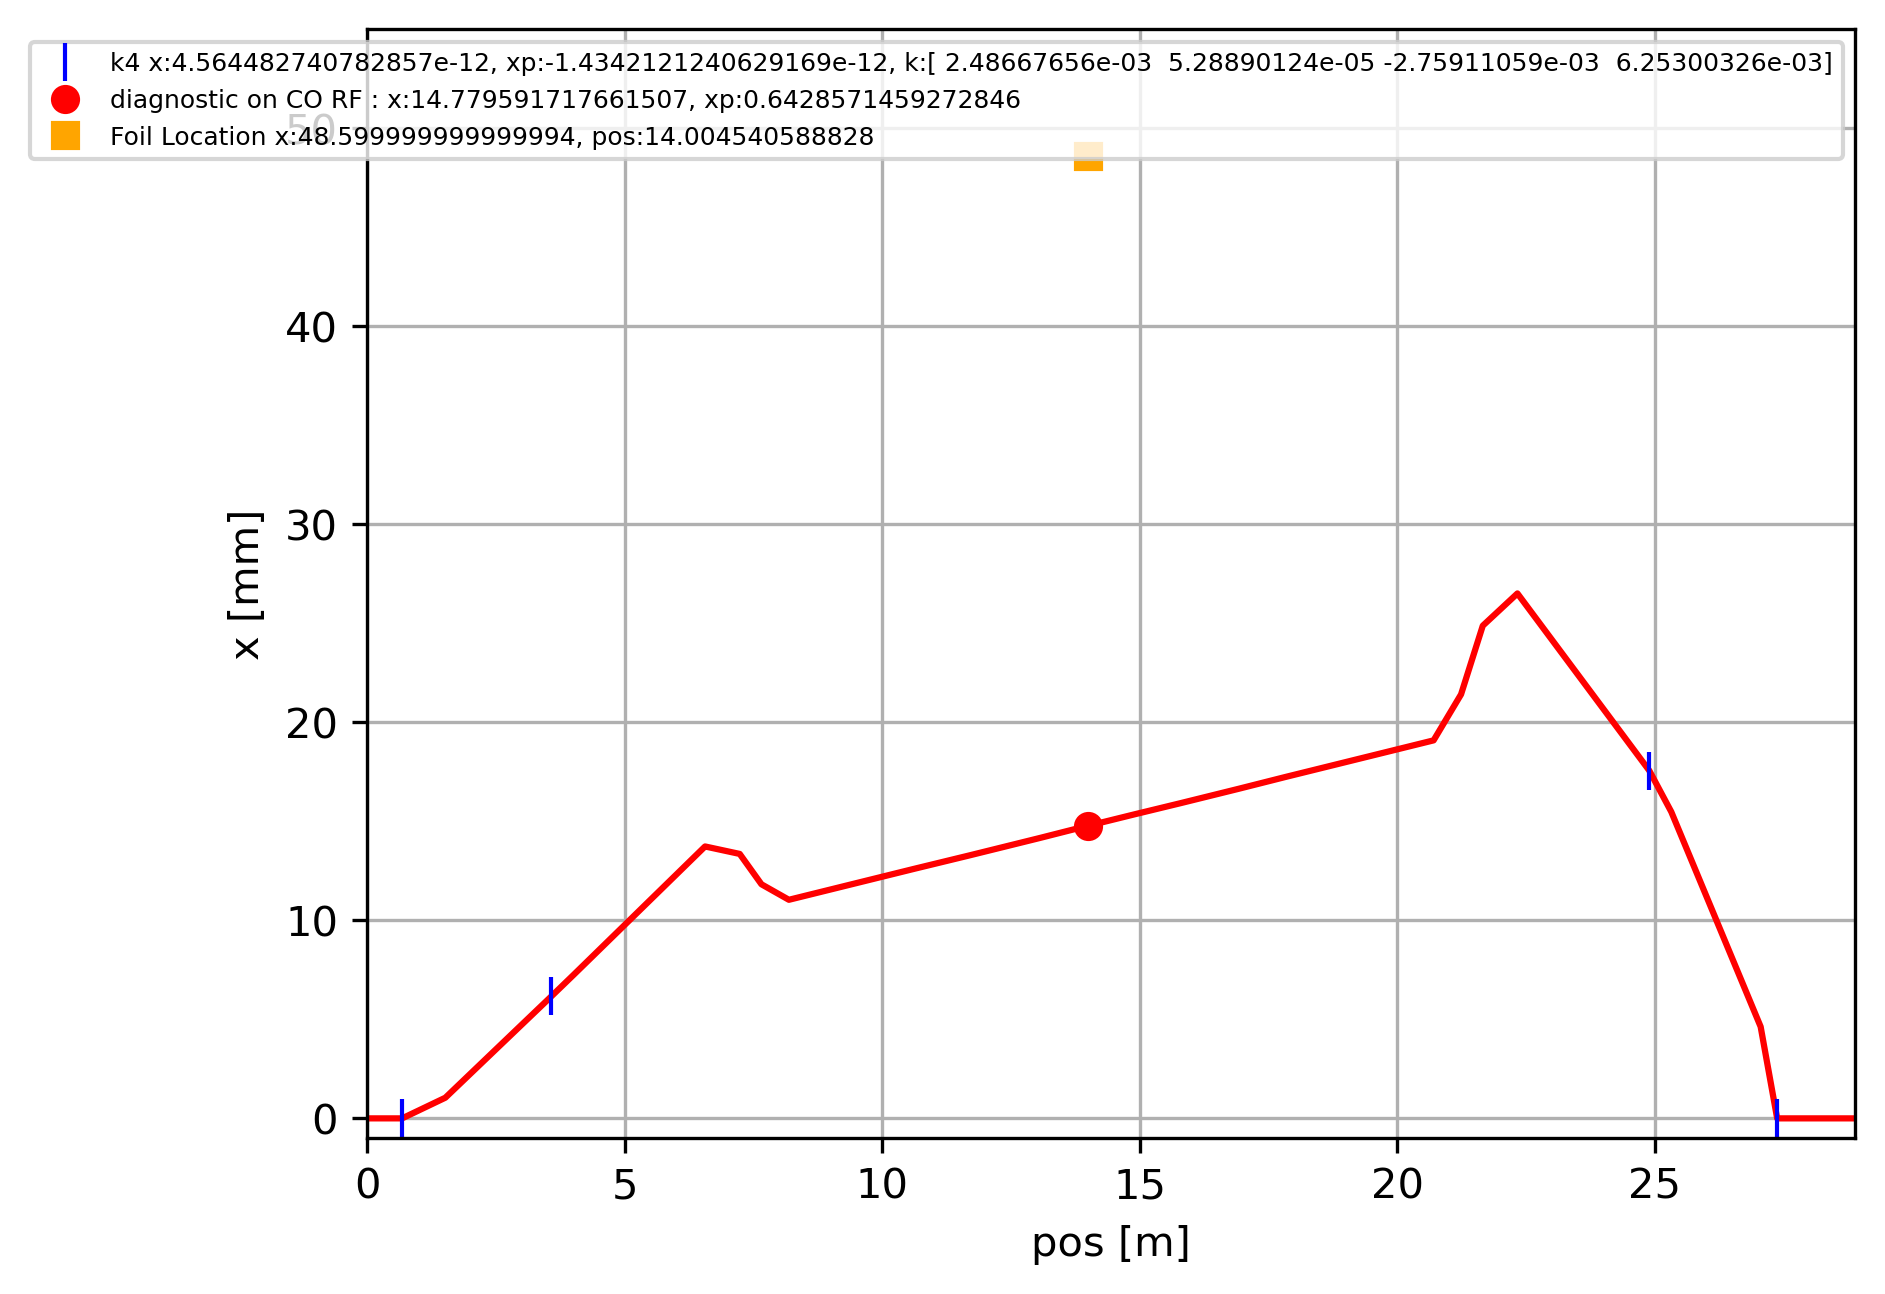 k4 x:4.564482740782857e-12, xp:-1.4342121240629169e-12, k:[ 2.48667656e-03  5.28890124e-05 -2.75911059e-03  6.25300326e-03]
diagnostic on CO RF : x:14.779591717661507, xp:0.6428571459272846
Foil Location x:48.599999999999994, pos:14.004540588828
50
40
30
20
10
0
x [mm]
0 5 10 15 20 25
pos [m]